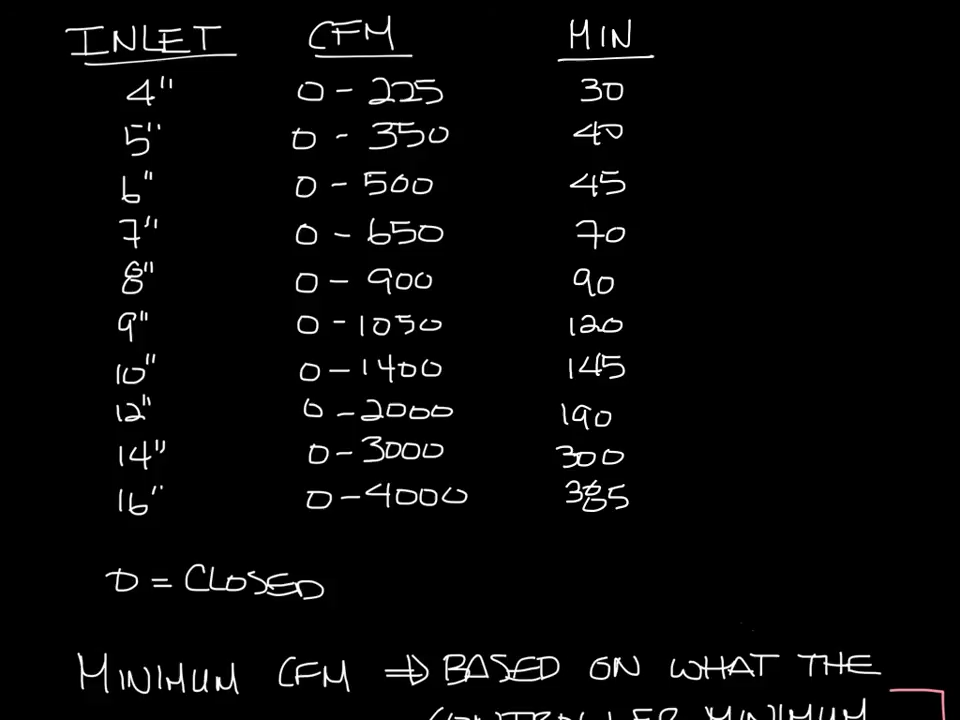 INLET CFM MIN
4" 0 - 225 30
5" 0 - 350 40
6" 0 - 500 45
7" 0 - 650 70
8" 0 - 900 90
9" 0 - 1050 120
10" 0 - 1400 145
12" 0 - 2000 190
14" 0 - 3000 300
16" 0 - 4000 385
0 = CLOSED
MINIMUM CFM ⇒ BASED ON WHAT THE
CONTROLLER MINIMUM